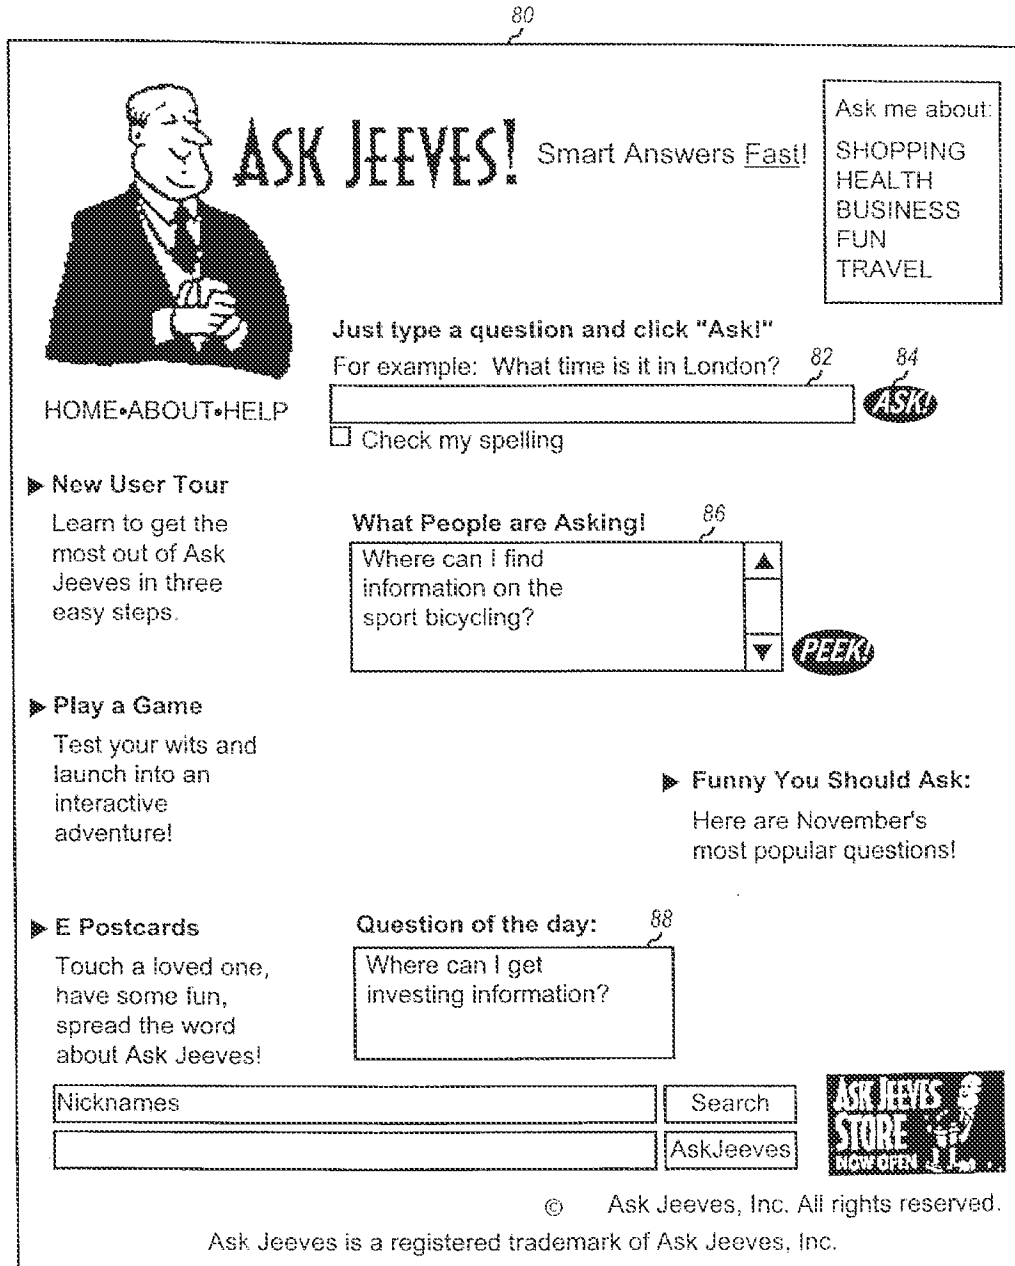 80
ASK JEEVES! Smart Answers Fast!
Ask me about:
SHOPPING
HEALTH
BUSINESS
FUN
TRAVEL
Just type a question and click "Ask!"
For example: What time is it in London?
82
84
ASK!
HOME•ABOUT•HELP
Check my spelling
New User Tour
Learn to get the
most out of Ask
Jeeves in three
easy steps.
What People are Asking!
86
Where can I find
information on the
sport bicycling?
PEEK!
Play a Game
Test your wits and
launch into an
interactive
adventure!
Funny You Should Ask:
Here are November's
most popular questions!
E Postcards
Touch a loved one,
have some fun,
spread the word
about Ask Jeeves!
Question of the day:
88
Where can I get
investing information?
Nicknames
Search
AskJeeves
ASK JEEVES
STORE
NOW OPEN
© Ask Jeeves, Inc. All rights reserved.
Ask Jeeves is a registered trademark of Ask Jeeves, Inc.